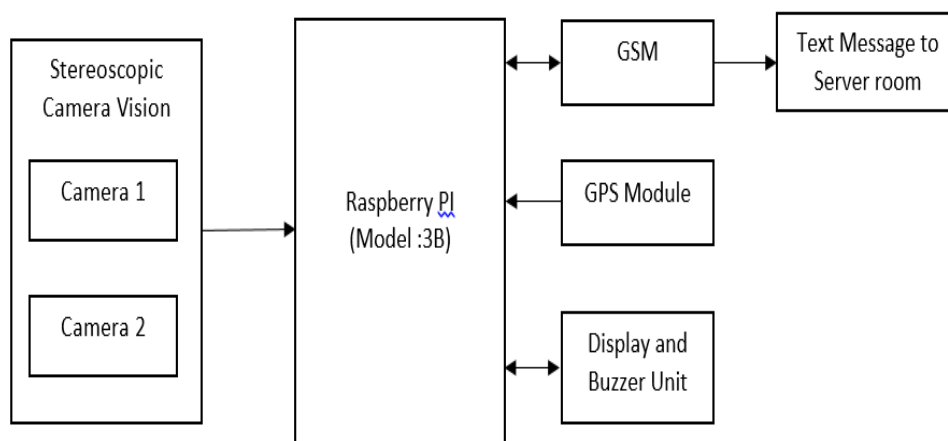 Stereoscopic
Camera Vision
Camera 1
Camera 2
Raspberry PI
(Model :3B)
GSM
Text Message to
Server room
GPS Module
Display and
Buzzer Unit